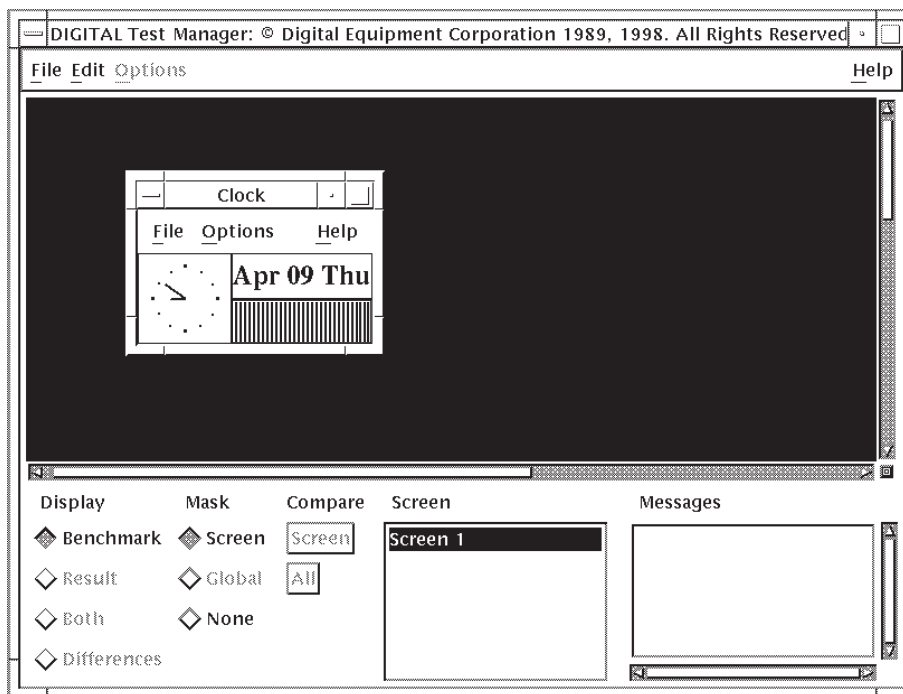 DIGITAL Test Manager: © Digital Equipment Corporation 1989, 1998. All Rights Reserved
File Edit Options Help
Clock
File Options Help
Apr 09 Thu
Display Mask Compare Screen Messages
Benchmark Screen Screen Screen 1
Result Global All
Both None
Differences